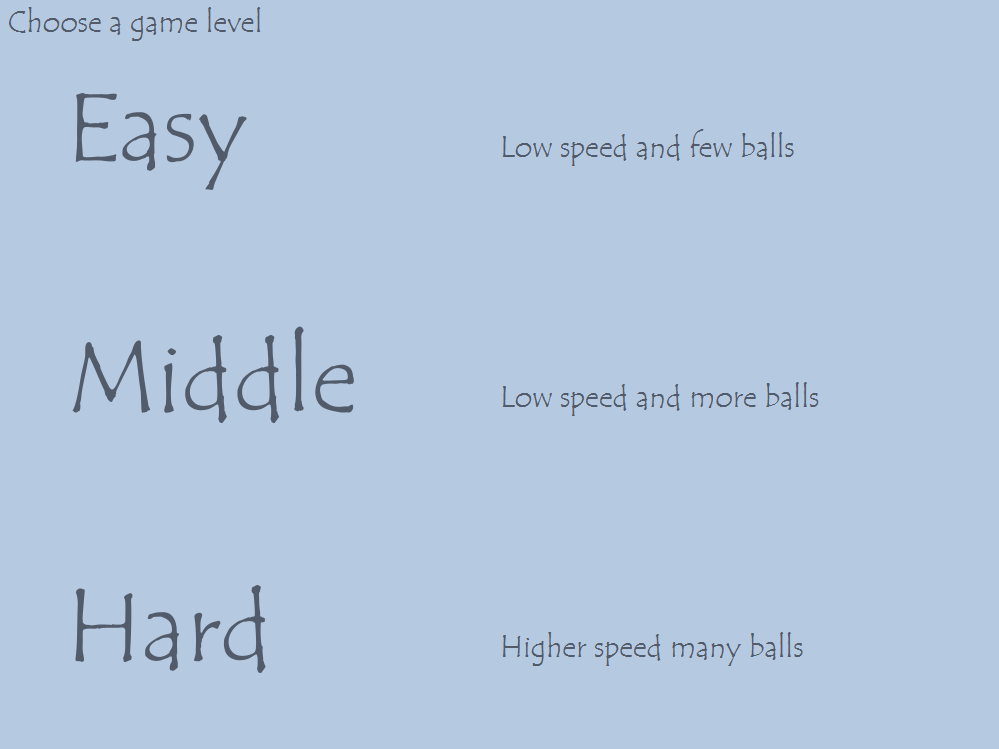 Choose a game level
Easy
Low speed and few balls
Middle
Low speed and more balls
Hard
Higher speed many balls